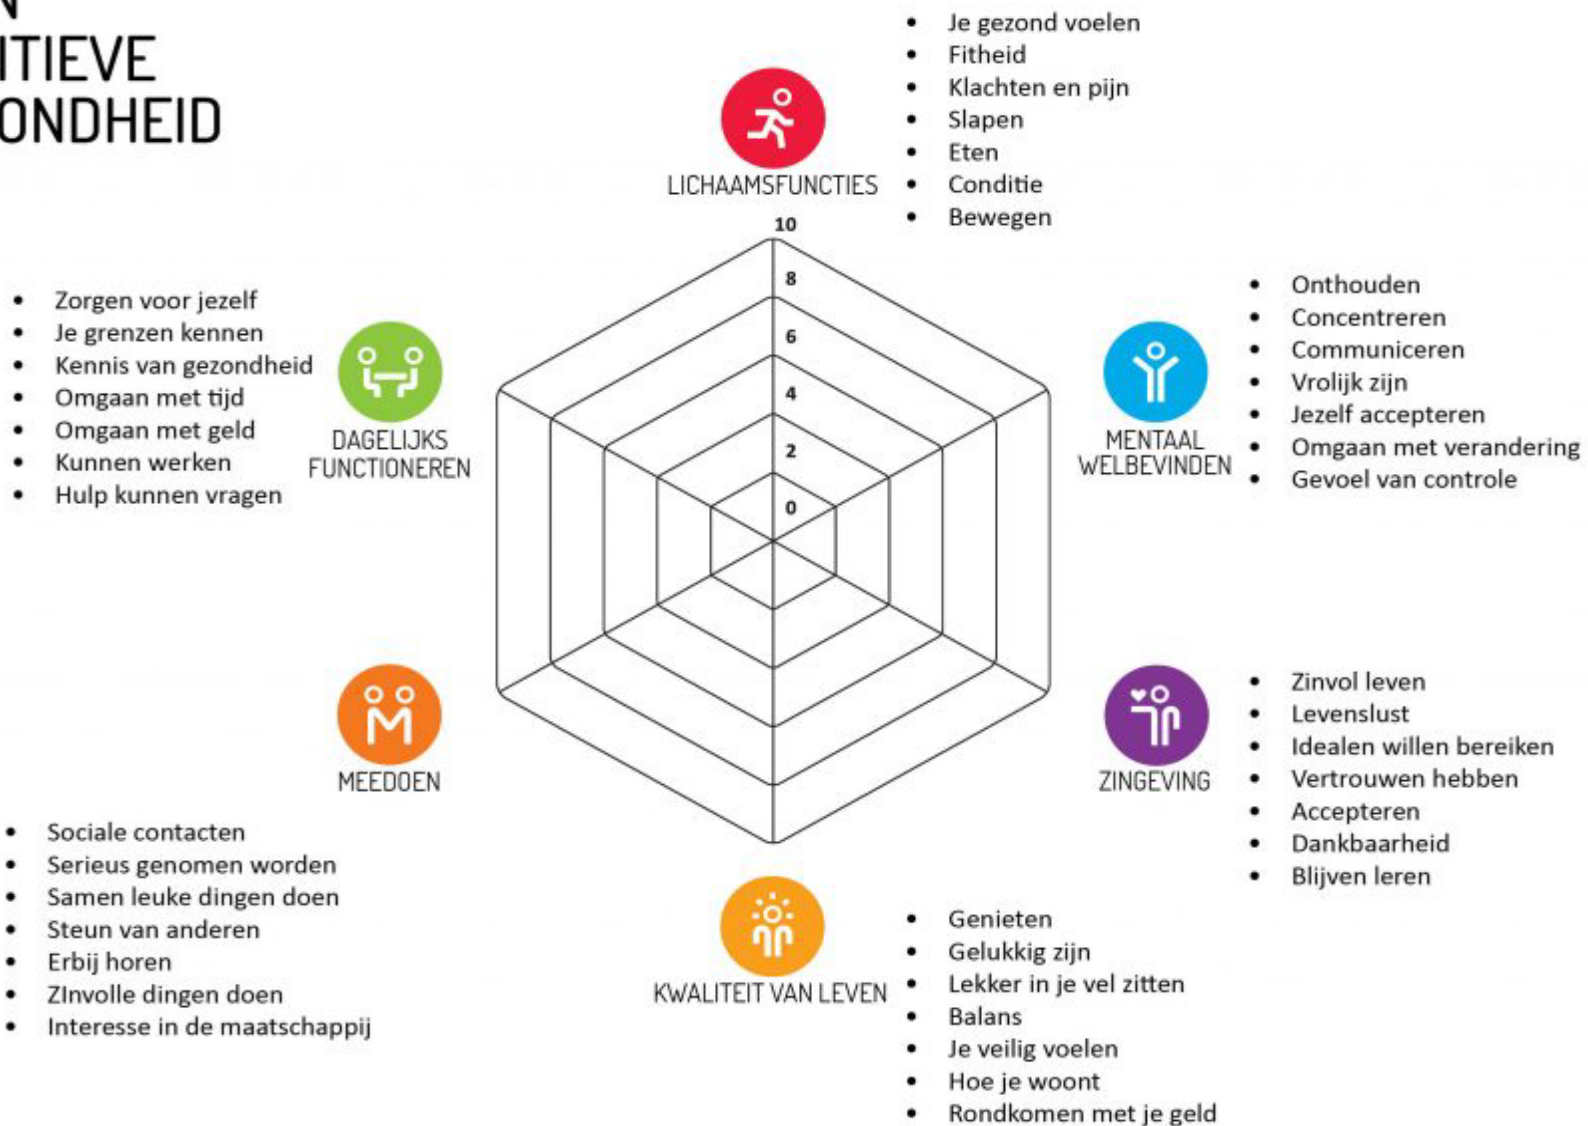 N
ITIEVE
ONDHEID
• Je gezond voelen
• Fitheid
• Klachten en pijn
• Slapen
• Eten
• Conditie
• Bewegen
LICHAAMSFUNCTIES
10
8
6
4
2
0
• Onthouden
• Concentreren
• Communiceren
• Vrolijk zijn
• Jezelf accepteren
• Omgaan met verandering
• Gevoel van controle
MENTAAL
WELBEVINDEN
• Zinvol leven
• Levenslust
• Idealen willen bereiken
• Vertrouwen hebben
• Accepteren
• Dankbaarheid
• Blijven leren
ZINGEVING
• Genieten
• Gelukkig zijn
• Lekker in je vel zitten
• Balans
• Je veilig voelen
• Hoe je woont
• Rondkomen met je geld
KWALITEIT VAN LEVEN
MEEDOEN
• Sociale contacten
• Serieus genomen worden
• Samen leuke dingen doen
• Steun van anderen
• Erbij horen
• ZInvolle dingen doen
• Interesse in de maatschappij
• Zorgen voor jezelf
• Je grenzen kennen
• Kennis van gezondheid
• Omgaan met tijd
• Omgaan met geld
• Kunnen werken
• Hulp kunnen vragen
DAGELIJKS
FUNCTIONEREN